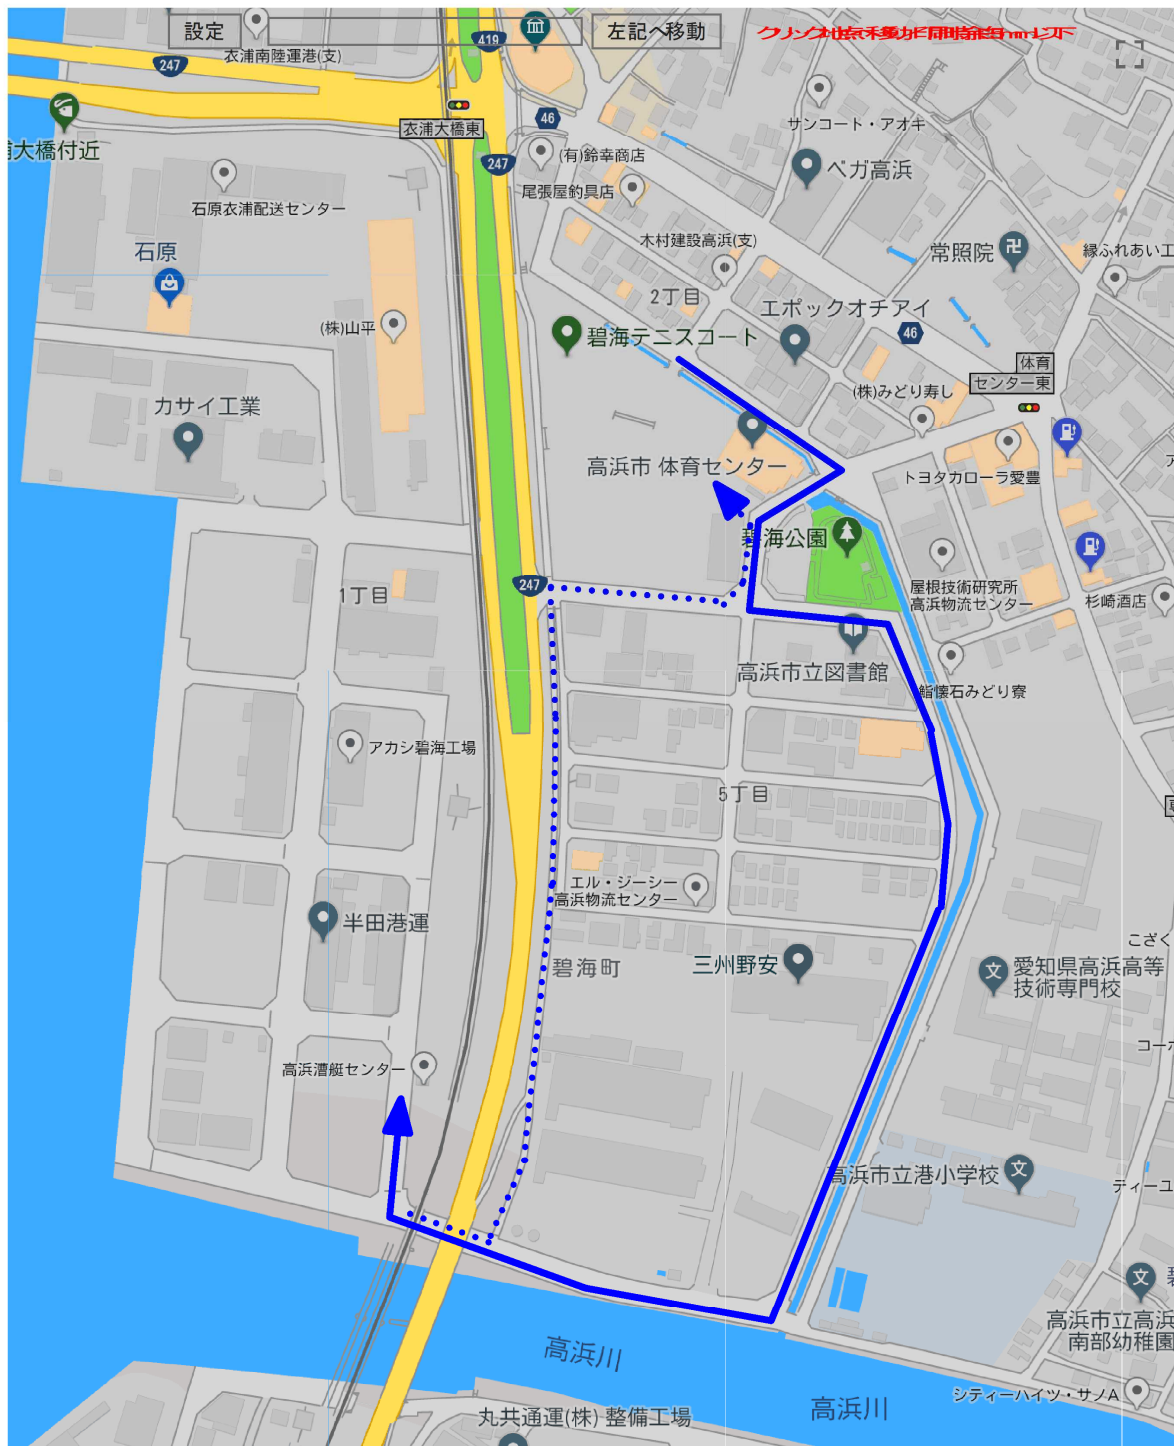 設定
左記へ移動
衣浦南陸運港(支)
419
247
46
衣浦大橋東
大橋付近
247
(有)鈴幸商店
サンコート・アオキ
ベガ高浜
尾張屋釣具店
石原衣浦配送センター
木村建設高浜(支)
常照院
縁ふれあい工
石原
2丁目
エポックオチアイ
(株)山平
碧海テニスコート
46
体育
センター東
(株)みどり寿し
カサイ工業
高浜市 体育センター
トヨタカローラ愛豊
碧海公園
247
1丁目
屋根技術研究所
高浜物流センター
杉崎酒店
高浜市立図書館
鮨懐石みどり寮
アカシ碧海工場
5丁目
エル・ジーシー
高浜物流センター
半田港運
碧海町
三州野安
こざく
愛知県高浜高等
技術専門校
コーポ
高浜漕艇センター
高浜市立港小学校
ティーユ
高浜川
高浜市立高浜
南部幼稚園
シティーハイツ・サノA
丸共通運(株) 整備工場
高浜川